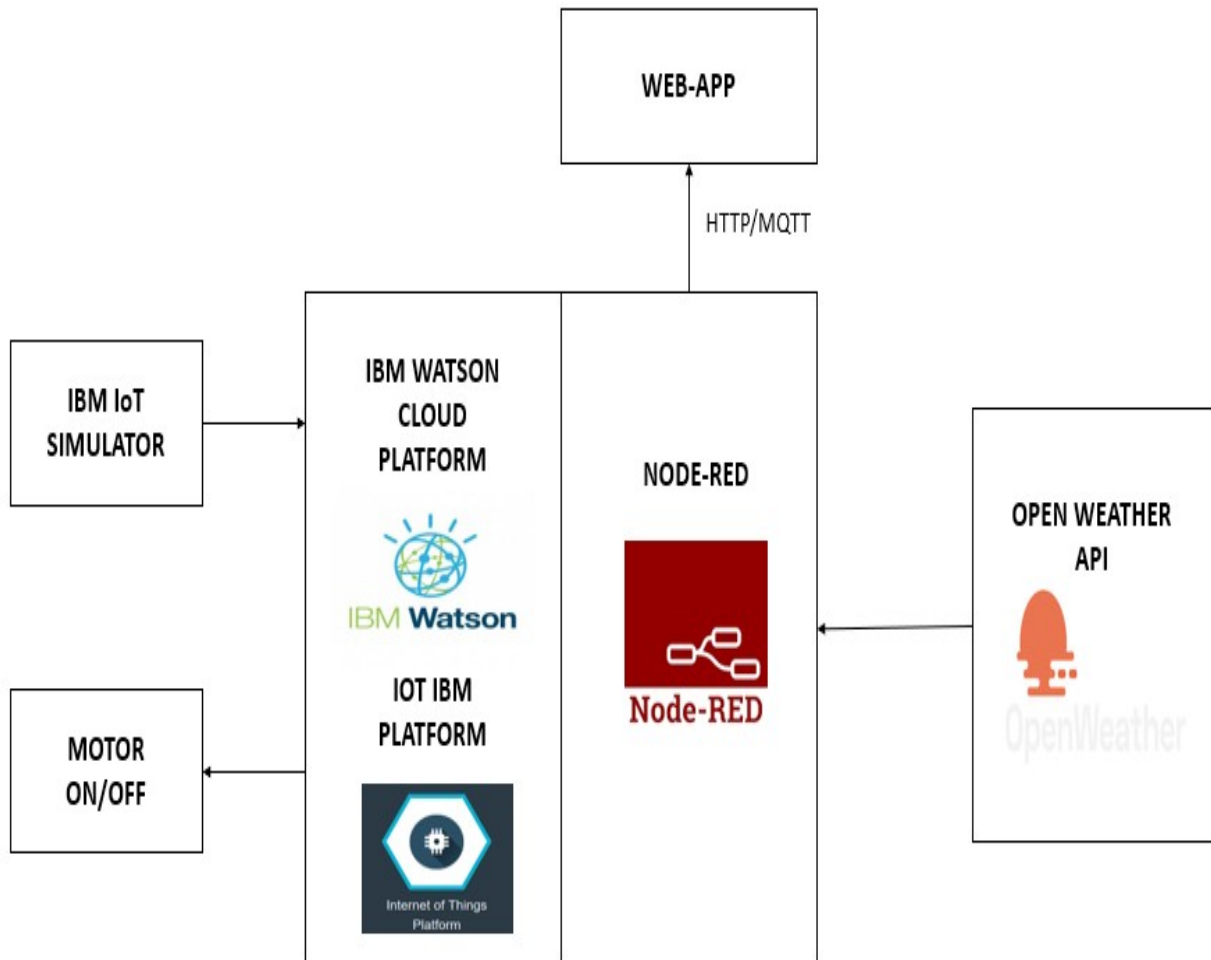 WEB-APP
HTTP/MQTT
IBM IoT
SIMULATOR
IBM WATSON
CLOUD
PLATFORM
IBM Watson
IOT IBM
PLATFORM
Internet of Things
Platform
MOTOR
ON/OFF
NODE-RED
Node-RED
OPEN WEATHER
API
OpenWeather